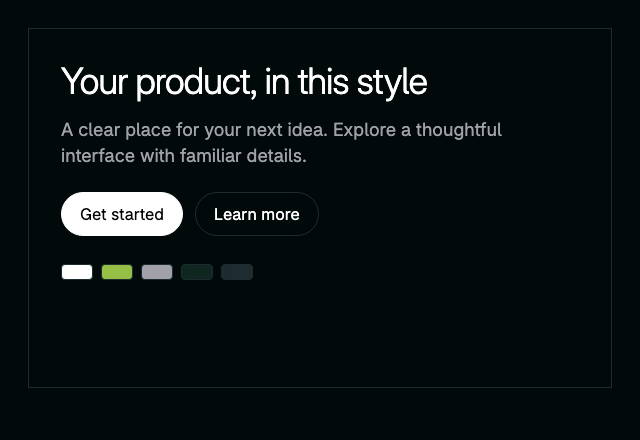 Your product, in this style
A clear place for your next idea. Explore a thoughtful
interface with familiar details.
Get started
Learn more